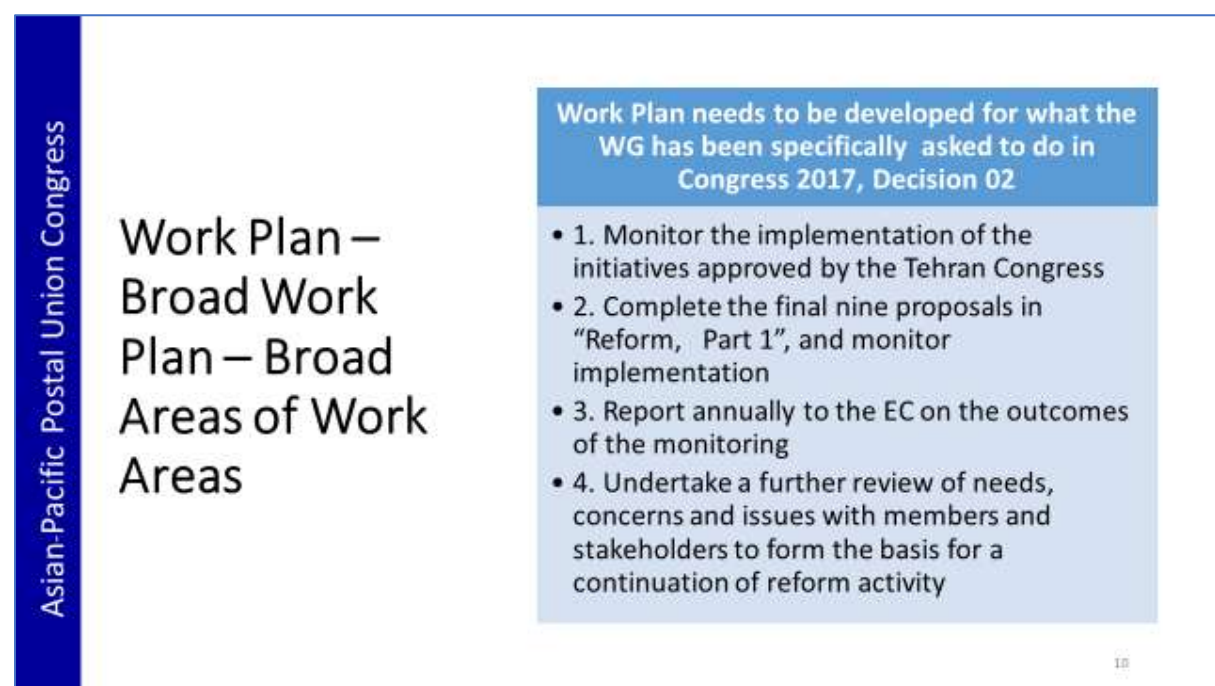 Asian-Pacific Postal Union Congress
Work Plan –
Broad Work
Plan – Broad
Areas of Work
Areas
Work Plan needs to be developed for what the
WG has been specifically asked to do in
Congress 2017, Decision 02
• 1. Monitor the implementation of the
initiatives approved by the Tehran Congress
• 2. Complete the final nine proposals in
“Reform, Part 1”, and monitor
implementation
• 3. Report annually to the EC on the outcomes
of the monitoring
• 4. Undertake a further review of needs,
concerns and issues with members and
stakeholders to form the basis for a
continuation of reform activity
10